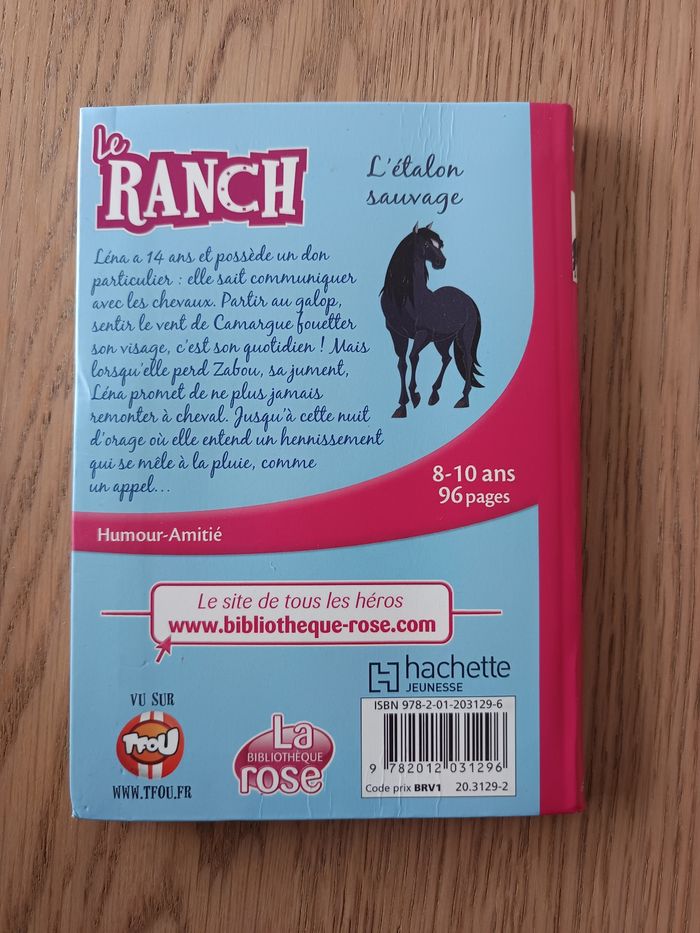 Le
RANCH
L'étalon
sauvage
Léna a 14 ans et possède un don
particulier : elle sait communiquer
avec les chevaux. Partir au galop,
sentir le vent de Camargue fouetter
son visage, c'est son quotidien ! Mais
lorsqu'elle perd Zabou, sa jument,
Léna promet de ne plus jamais
remonter à cheval. Jusqu'à cette nuit
d'orage où elle entend un hennissement
qui se mêle à la pluie, comme
un appel...
8-10 ans
96 pages
Humour-Amitié
Le site de tous les héros
www.bibliotheque-rose.com
hachette
JEUNESSE
VU SUR
TFOU
WWW.TFOU.FR
La
BIBLIOTHÈQUE
rose
ISBN 978-2-01-203129-6
9 782012 031296
Code prix BRV1 20.3129-2